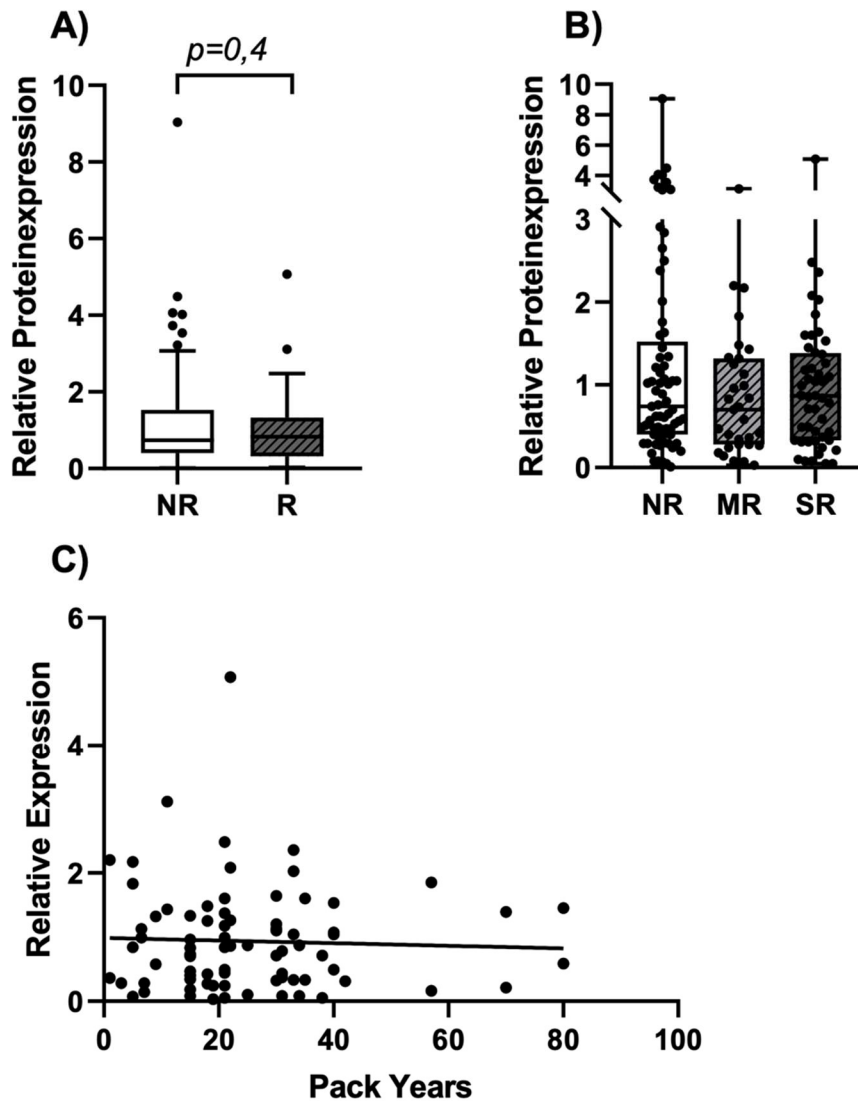 A)
p=0,4
Relative Proteinexpression
10
8
6
4
2
0
NR R
B)
Relative Proteinexpression
10
8
6
4
3
2
1
0
NR MR SR
C)
Relative Expression
6
4
2
0
0 20 40 60 80 100
Pack Years